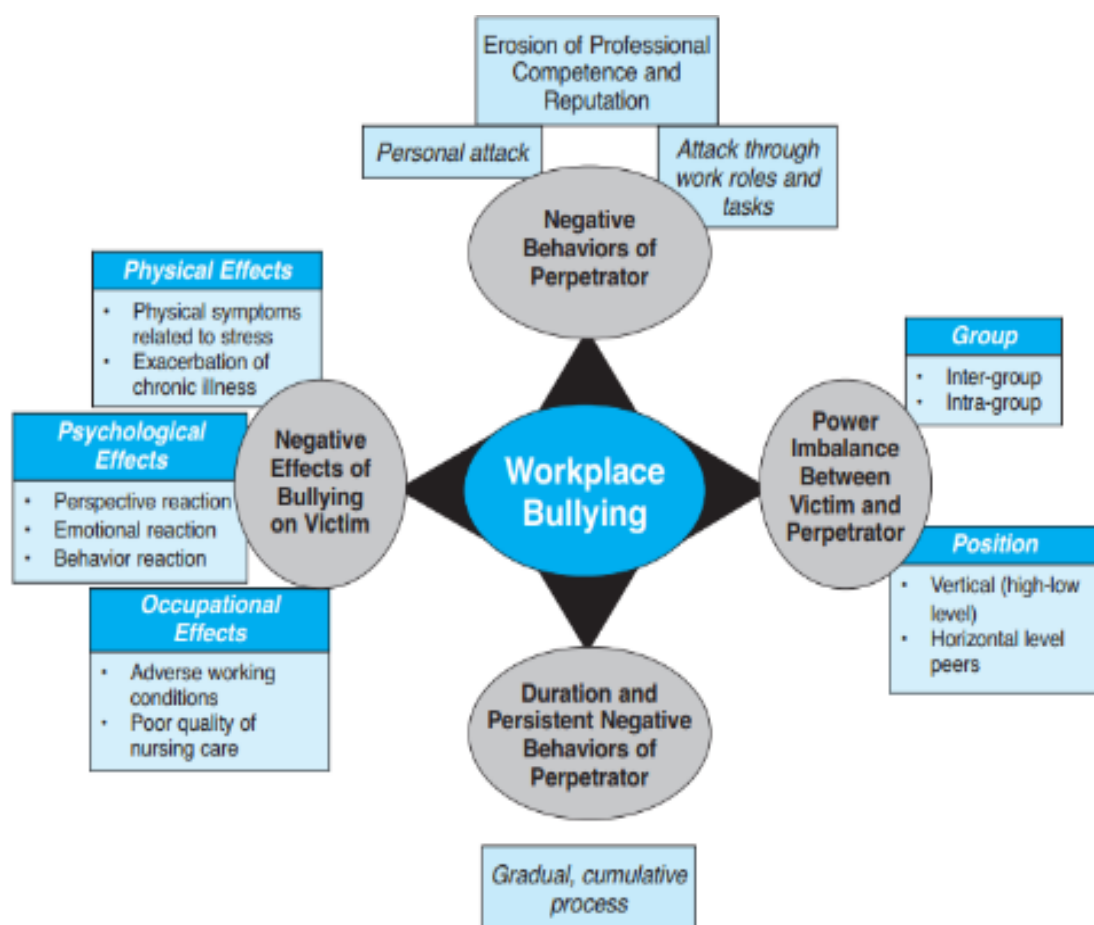 Erosion of Professional
Competence and
Reputation
Personal attack
Attack through
work roles and
tasks
Negative
Behaviors of
Perpetrator
Physical Effects
• Physical symptoms
related to stress
• Exacerbation of
chronic illness
Group
• Inter-group
• Intra-group
Psychological
Effects
• Perspective reaction
• Emotional reaction
• Behavior reaction
Negative
Effects of
Bullying
on Victim
Workplace
Bullying
Power
Imbalance
Between
Victim and
Perpetrator
Position
• Vertical (high-low
level)
• Horizontal level
peers
Occupational
Effects
• Adverse working
conditions
• Poor quality of
nursing care
Duration and
Persistent Negative
Behaviors of
Perpetrator
Gradual, cumulative
process